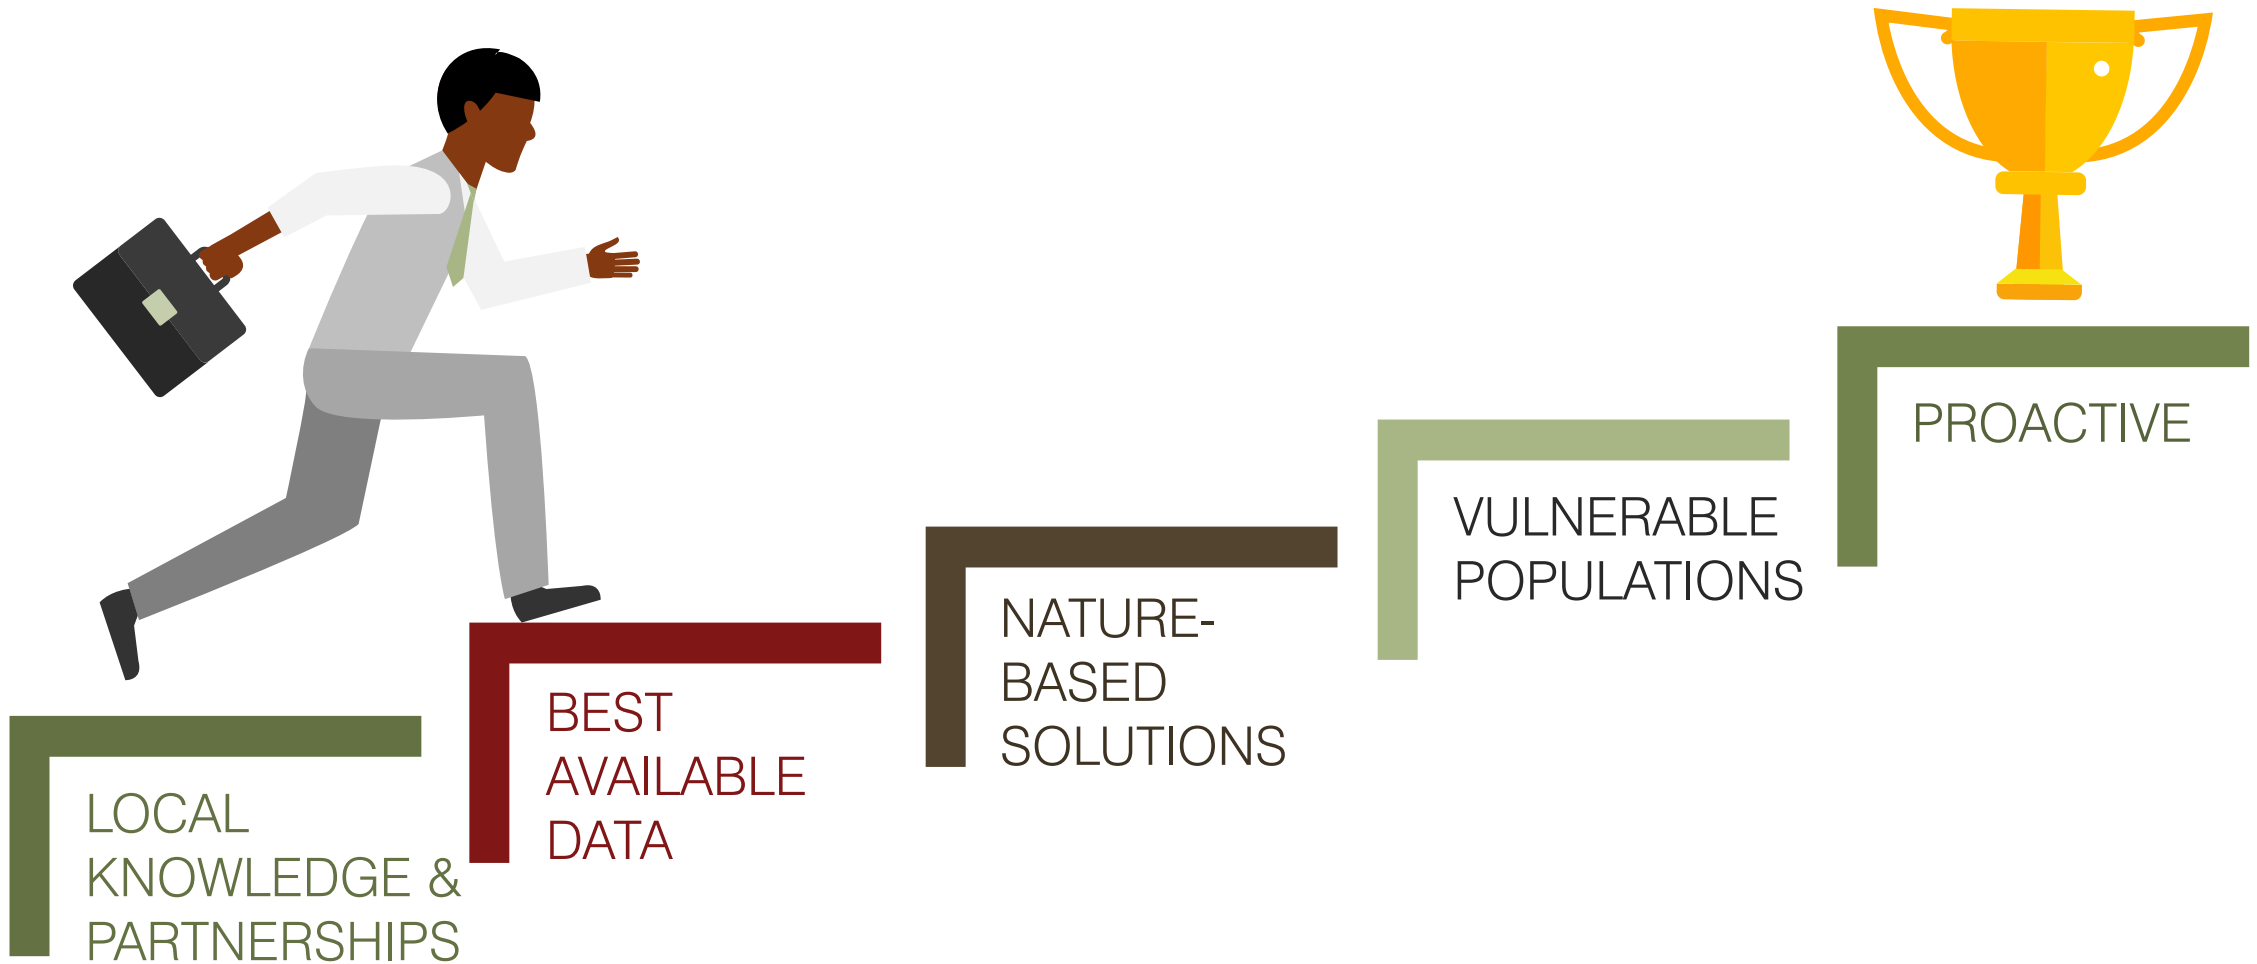 LOCAL
KNOWLEDGE &
PARTNERSHIPS
BEST
AVAILABLE
DATA
NATURE-
BASED
SOLUTIONS
VULNERABLE
POPULATIONS
PROACTIVE